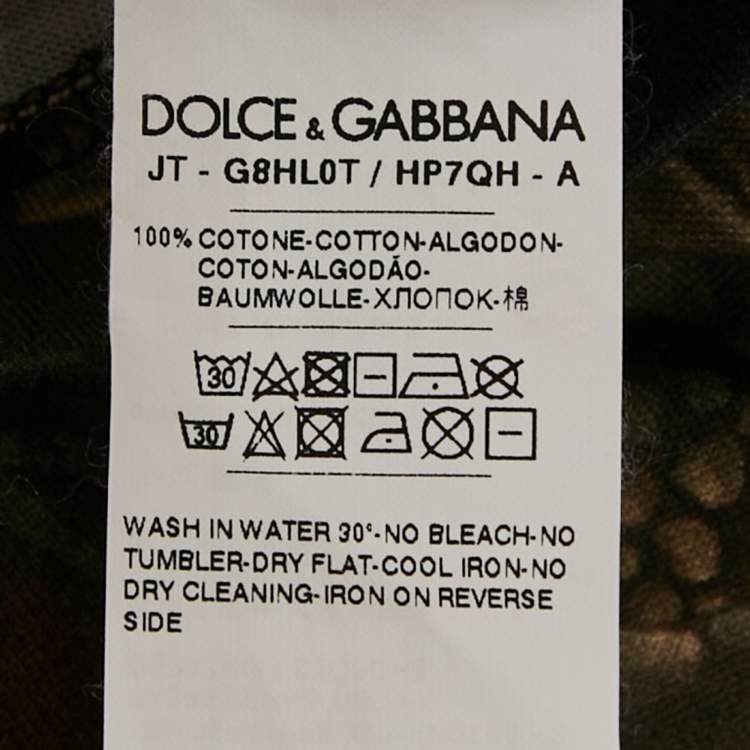 DOLCE & GABBANA
JT - G8HL0T / HP7QH - A
100% COTONE-COTTON-ALGODON-
COTON-ALGODÃO-
BAUMWOLLE-ХЛОПОК-棉
30
30
WASH IN WATER 30°-NO BLEACH-NO
TUMBLER-DRY FLAT-COOL IRON-NO
DRY CLEANING-IRON ON REVERSE
SIDE